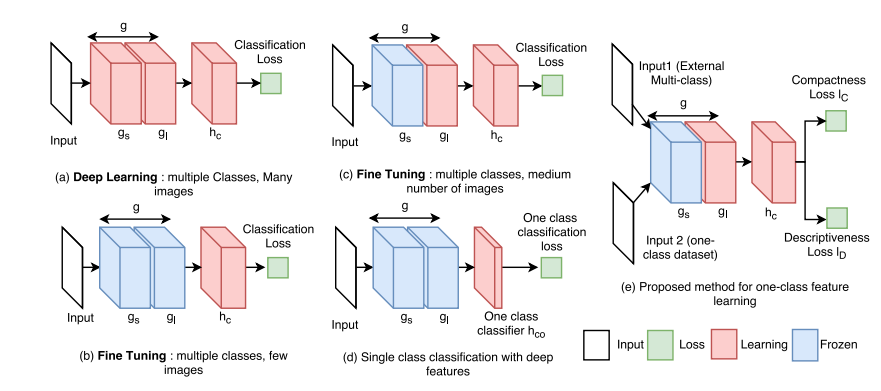 g
Classification
Loss
g_s
g_l
h_c
Input
(a) Deep Learning : multiple Classes, Many
images
g
Classification
Loss
Input
g_s
g_l
h_c
(b) Fine Tuning : multiple classes, few
images
g
Classification
Loss
Input
g_s
g_l
h_c
(c) Fine Tuning : multiple classes, medium
number of images
g
One class
classification
loss
Input
g_s
g_l
One class
classifier h_co
(d) Single class classification with deep
features
Input1 (External
Multi-class)
g
Compactness
Loss l_C
g_s
g_l
h_c
Input 2 (one-
class dataset)
Descriptiveness
Loss l_D
(e) Proposed method for one-class feature
learning
Input
Loss
Learning
Frozen